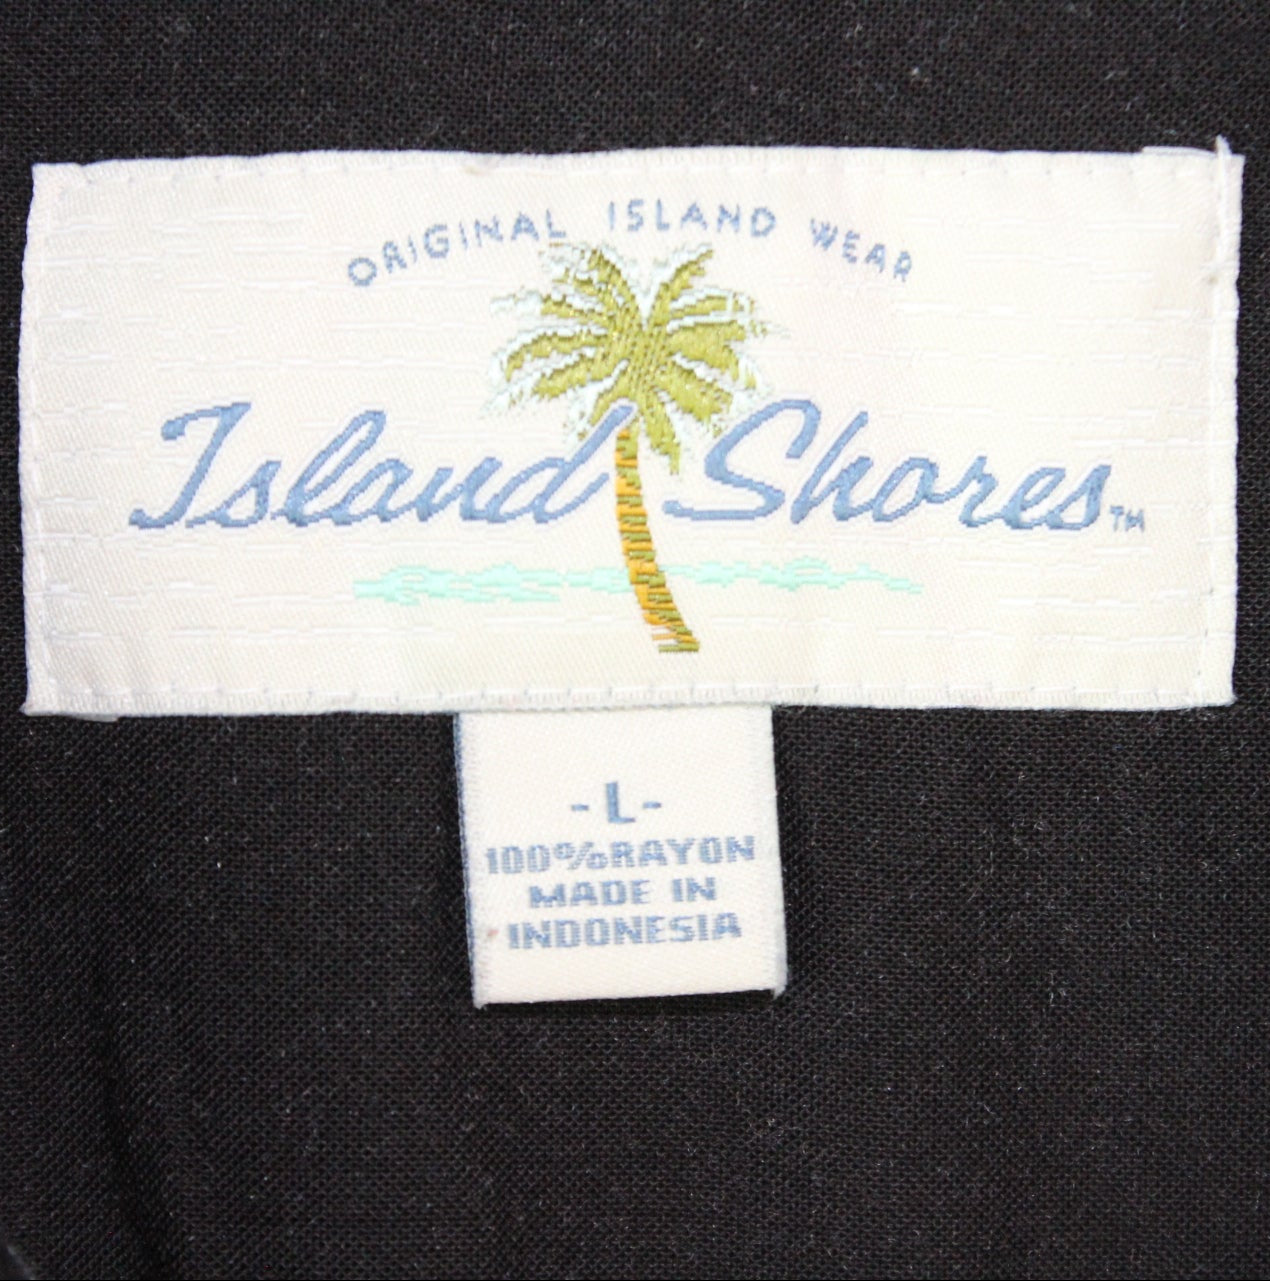 ORIGINAL ISLAND WEAR
Island Shores™
-L-
100%RAYON
MADE IN
INDONESIA